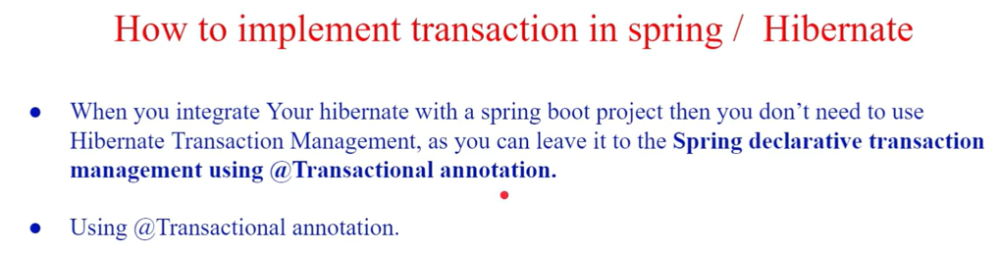 How to implement transaction in spring /  Hibernate
● When you integrate Your hibernate with a spring boot project then you don’t need to use
Hibernate Transaction Management, as you can leave it to the Spring declarative transaction
management using @Transactional annotation.
● Using @Transactional annotation.